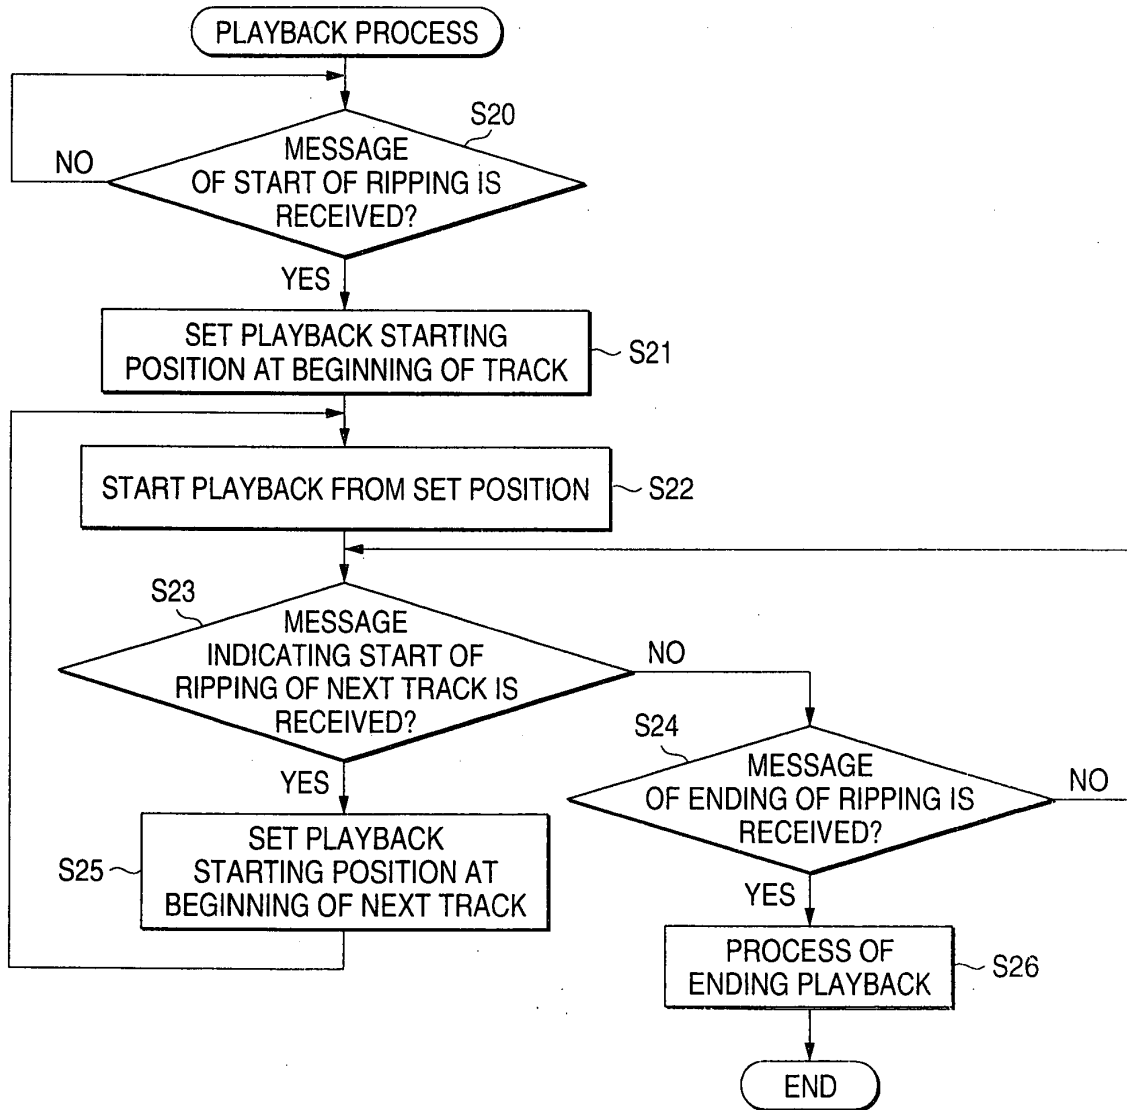 PLAYBACK PROCESS
S20
MESSAGE
OF START OF RIPPING IS
RECEIVED?
NO
YES
SET PLAYBACK STARTING
POSITION AT BEGINNING OF TRACK
S21
START PLAYBACK FROM SET POSITION
S22
S23
MESSAGE
INDICATING START OF
RIPPING OF NEXT TRACK IS
RECEIVED?
NO
YES
S24
MESSAGE
OF ENDING OF RIPPING IS
RECEIVED?
NO
YES
SET PLAYBACK
STARTING POSITION AT
BEGINNING OF NEXT TRACK
S25
PROCESS OF
ENDING PLAYBACK
S26
END